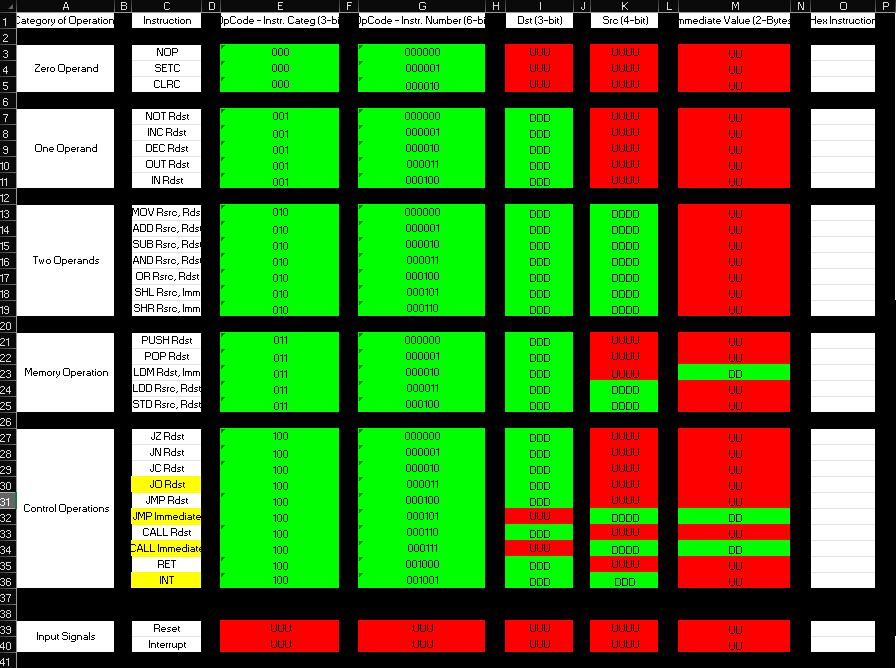 A B C D E F G H I J K L M N O P
1 Category of Operation Instruction OpCode - Instr. Categ (3-bi OpCode - Instr. Number (6-bi Dst (3-bit) Src (4-bit) mmediate Value (2-Bytes Hex Instruction
2
3 NOP 000 000000 UUU UUUU UU
4 Zero Operand SETC 000 000001 UUU UUUU UU
5 CLRC 000 000010 UUU UUUU UU
6
7 NOT Rdst 001 000000 DDD UUUU UU
8 INC Rdst 001 000001 DDD UUUU UU
9 One Operand DEC Rdst 001 000010 DDD UUUU UU
10 OUT Rdst 001 000011 DDD UUUU UU
11 IN Rdst 001 000100 DDD UUUU UU
12
13 MOV Rsrc, Rds 010 000000 DDD DDDD UU
14 ADD Rsrc, Rds 010 000001 DDD DDDD UU
15 SUB Rsrc, Rds 010 000010 DDD DDDD UU
16 Two Operands AND Rsrc, Rds 010 000011 DDD DDDD UU
17 OR Rsrc, Rdst 010 000100 DDD DDDD UU
18 SHL Rsrc, Imm 010 000101 DDD DDDD UU
19 SHR Rsrc, Imm 010 000110 DDD DDDD UU
20
21 PUSH Rdst 011 000000 DDD UUUU UU
22 POP Rdst 011 000001 DDD UUUU UU
23 Memory Operation LDM Rdst, Imm 011 000010 DDD UUUU DD
24 LDD Rsrc, Rdst 011 000011 DDD DDDD UU
25 STD Rsrc, Rdst 011 000100 DDD DDDD UU
26
27 JZ Rdst 100 000000 DDD UUUU UU
28 JN Rdst 100 000001 DDD UUUU UU
29 JC Rdst 100 000010 DDD UUUU UU
30 JO Rdst 100 000011 DDD UUUU UU
31 Control Operations JMP Rdst 100 000100 DDD UUUU UU
32 JMP Immediate 100 000101 UUU DDDD DD
33 CALL Rdst 100 000110 DDD UUUU UU
34 CALL Immediate 100 000111 UUU DDDD DD
35 RET 100 001000 DDD UUUU UU
36 INT 100 001001 DDD DDD UU
37
38
39 Input Signals Reset UUU UUU UUU UUUU UU
40 Interrupt UUU UUU UUU UUUU UU
41